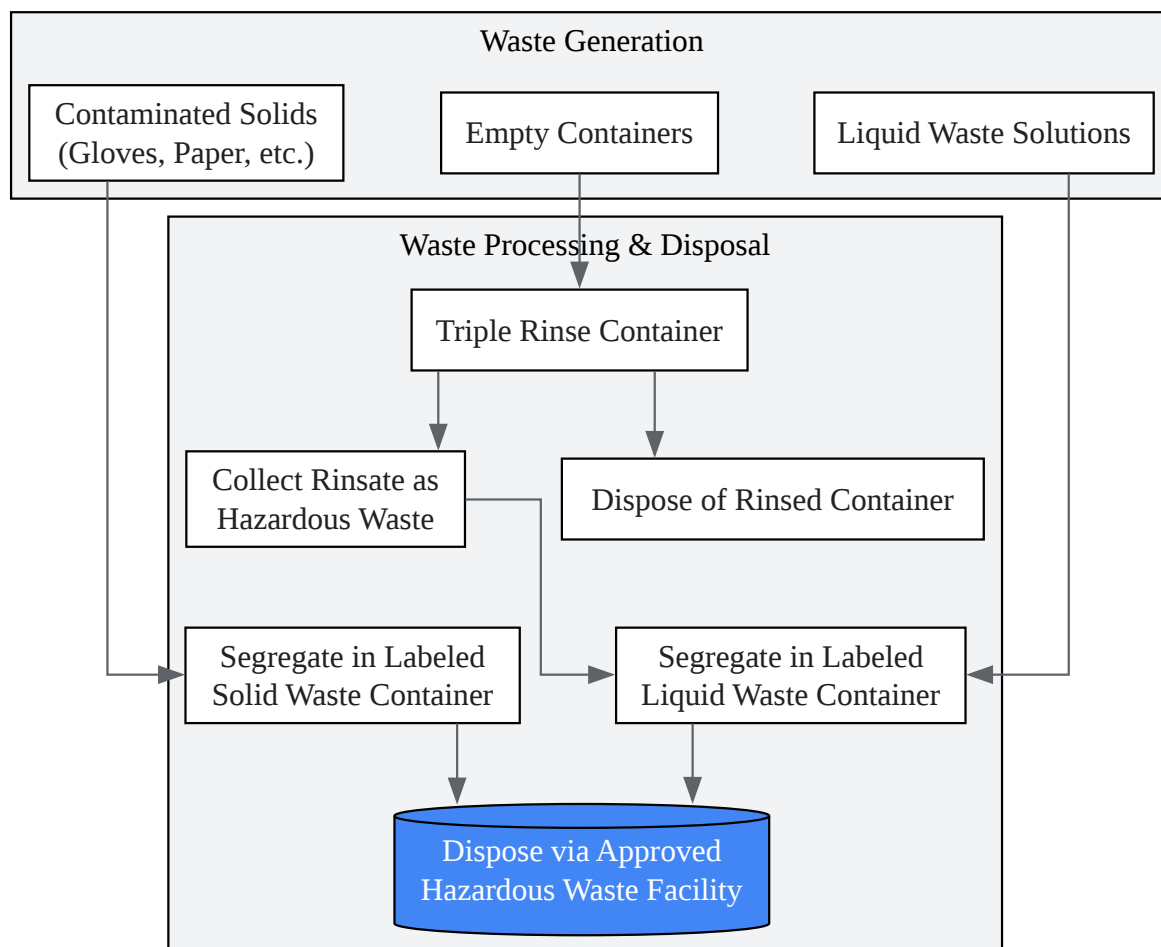 Waste Generation
Contaminated Solids
(Gloves, Paper, etc.)
Empty Containers
Liquid Waste Solutions
Waste Processing & Disposal
Triple Rinse Container
Collect Rinsate as
Hazardous Waste
Dispose of Rinsed Container
Segregate in Labeled
Solid Waste Container
Segregate in Labeled
Liquid Waste Container
Dispose via Approved
Hazardous Waste Facility